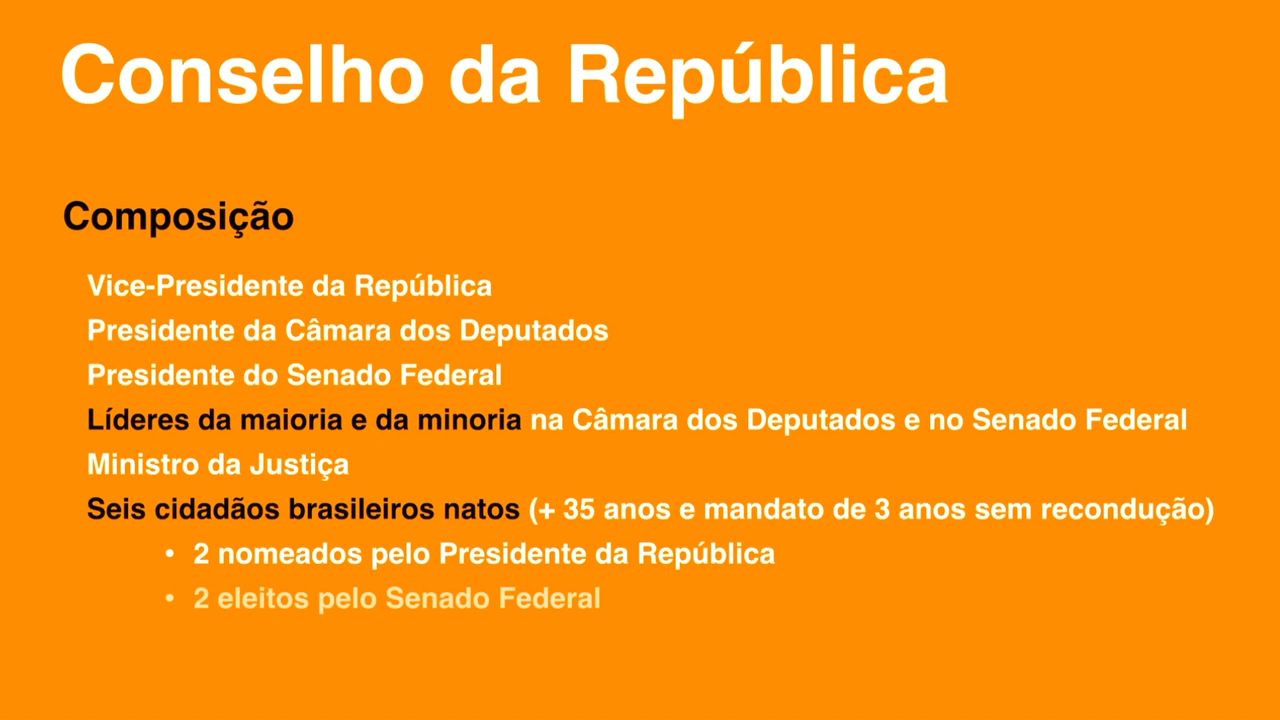 Conselho da República
Composição
Vice-Presidente da República
Presidente da Câmara dos Deputados
Presidente do Senado Federal
Líderes da maioria e da minoria na Câmara dos Deputados e no Senado Federal
Ministro da Justiça
Seis cidadãos brasileiros natos (+ 35 anos e mandato de 3 anos sem recondução)
• 2 nomeados pelo Presidente da República
• 2 eleitos pelo Senado Federal